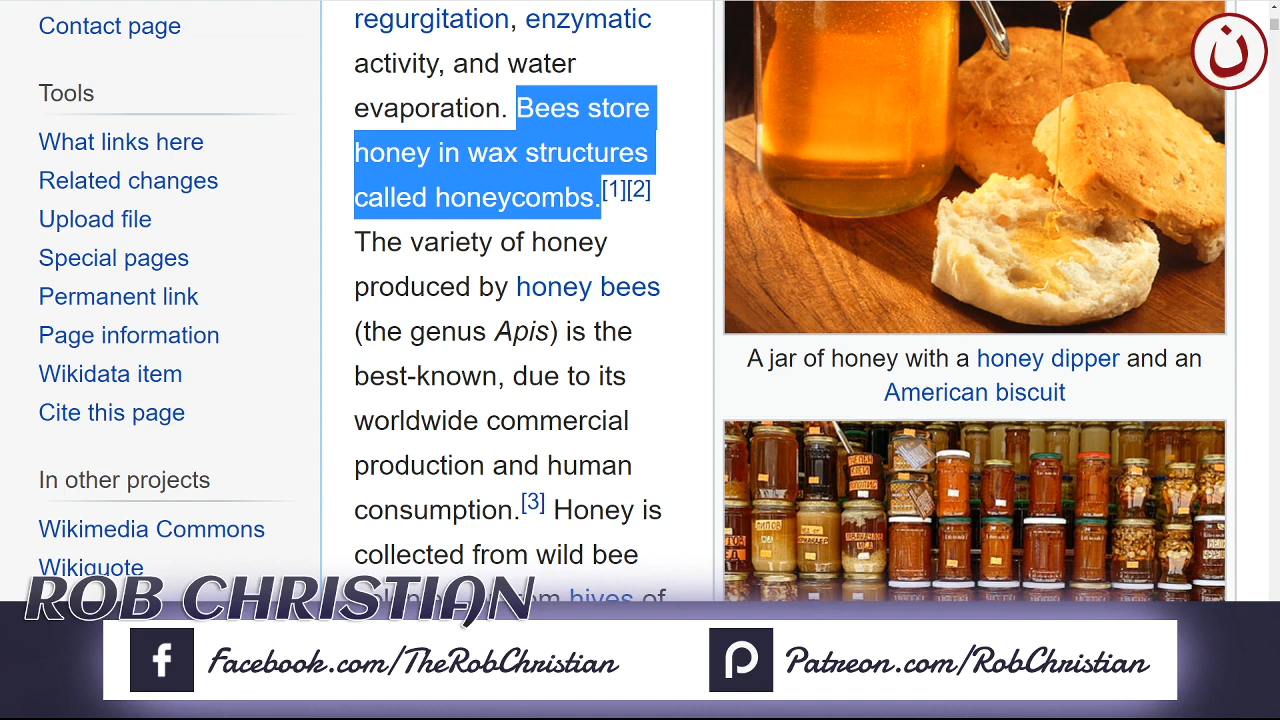 Contact page
Tools
What links here
Related changes
Upload file
Special pages
Permanent link
Page information
Wikidata item
Cite this page
In other projects
Wikimedia Commons
Wikiquote
regurgitation, enzymatic
activity, and water
evaporation. Bees store
honey in wax structures
called honeycombs.[1][2]
The variety of honey
produced by honey bees
(the genus Apis) is the
best-known, due to its
worldwide commercial
production and human
consumption.[3] Honey is
collected from wild bee
hives of
ن
A jar of honey with a honey dipper and an
American biscuit
ROB CHRISTIAN
f Facebook.com/TheRobChristian
Patreon.com/RobChristian